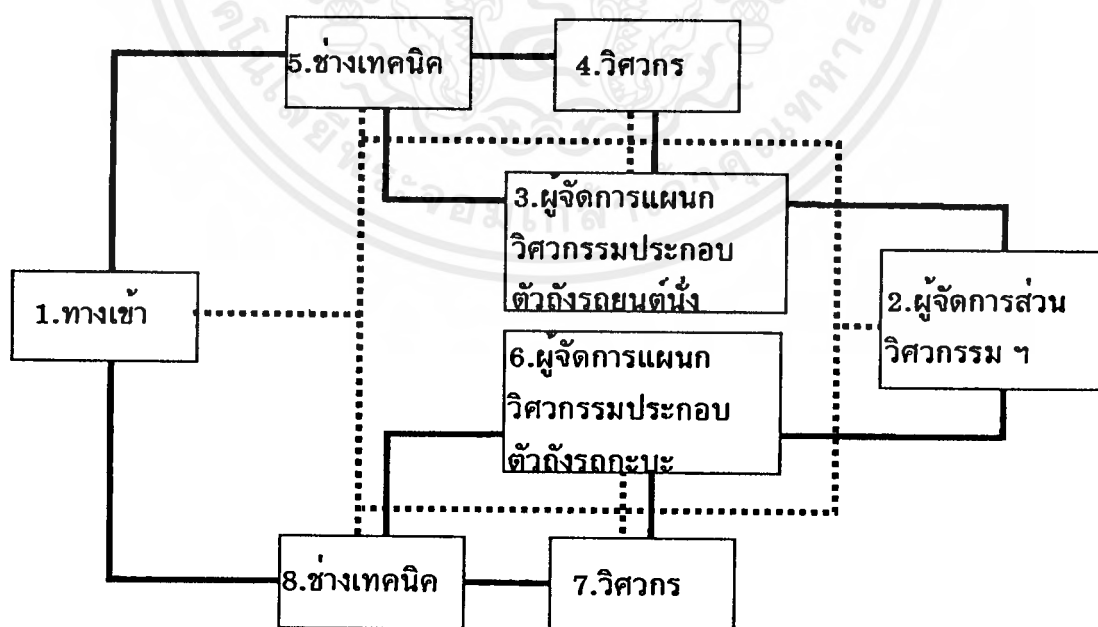 5.ช่างเทคนิค
4.วิศวกร
3.ผู้จัดการแผนก
วิศวกรรมประกอบ
ตัวถังรถยนต์นั่ง
1.ทางเข้า
2.ผู้จัดการส่วน
วิศวกรรม ฯ
6.ผู้จัดการแผนก
วิศวกรรมประกอบ
ตัวถังรถกะบะ
8.ช่างเทคนิค
7.วิศวกร